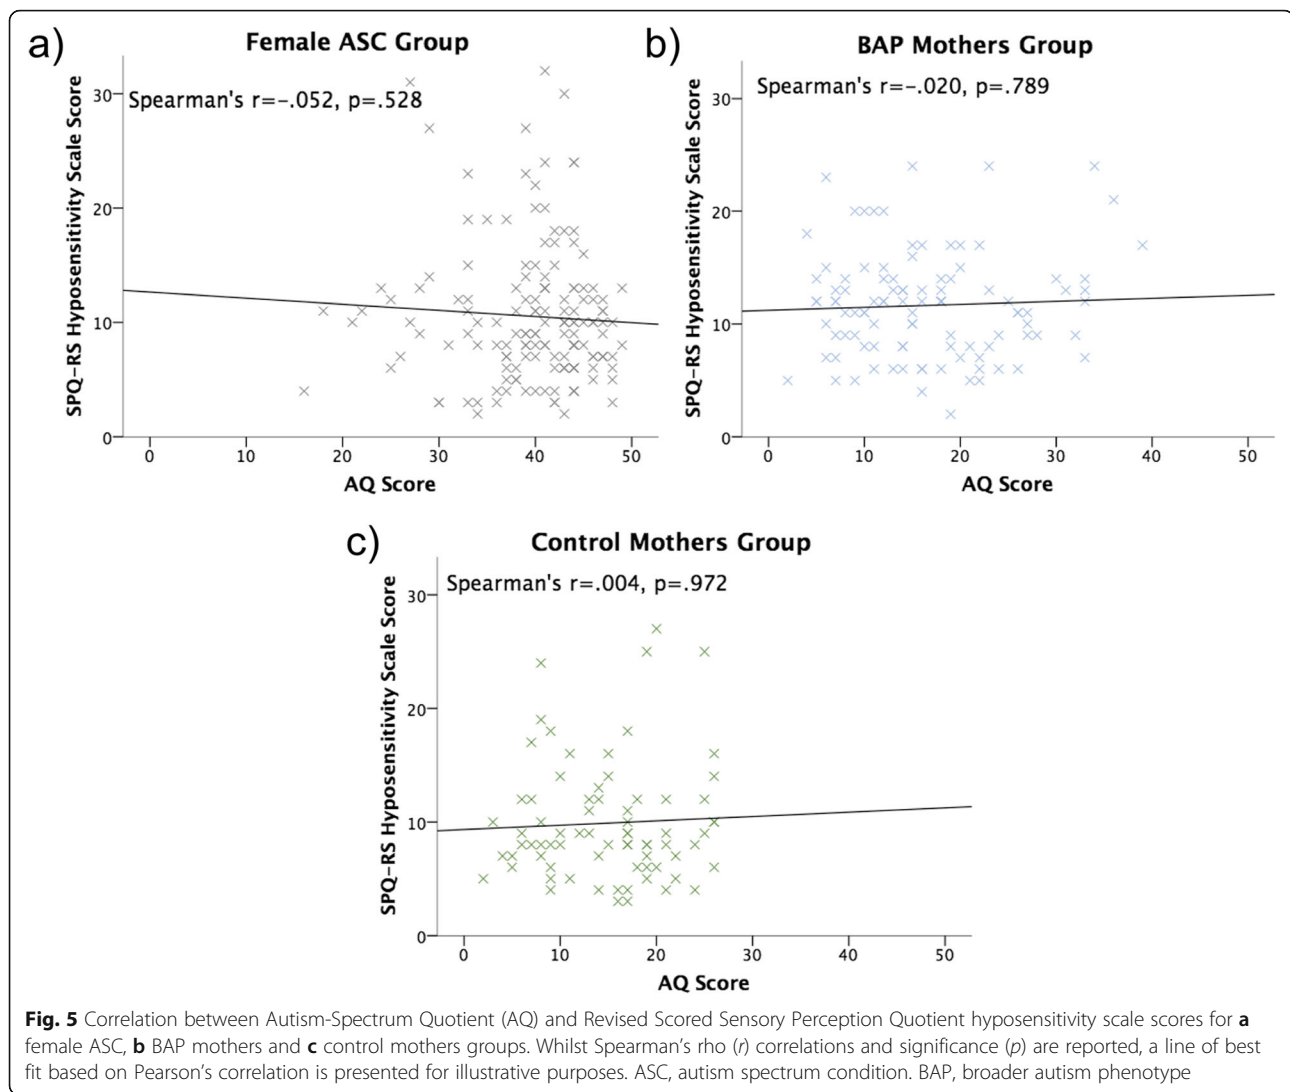 a)
Female ASC Group
SPQ-RS Hyposensitivity Scale Score
Spearman's r=-.052, p=.528
30
20
10
0
0 10 20 30 40 50
AQ Score
b)
BAP Mothers Group
SPQ-RS Hyposensitivity Scale Score
Spearman's r=-.020, p=.789
30
20
10
0
0 10 20 30 40 50
AQ Score
c)
Control Mothers Group
SPQ-RS Hyposensitivity Scale Score
Spearman's r=.004, p=.972
30
20
10
0
0 10 20 30 40 50
AQ Score
Fig. 5 Correlation between Autism-Spectrum Quotient (AQ) and Revised Scored Sensory Perception Quotient hyposensitivity scale scores for a
female ASC, b BAP mothers and c control mothers groups. Whilst Spearman's rho (r) correlations and significance (p) are reported, a line of best
fit based on Pearson's correlation is presented for illustrative purposes. ASC, autism spectrum condition. BAP, broader autism phenotype